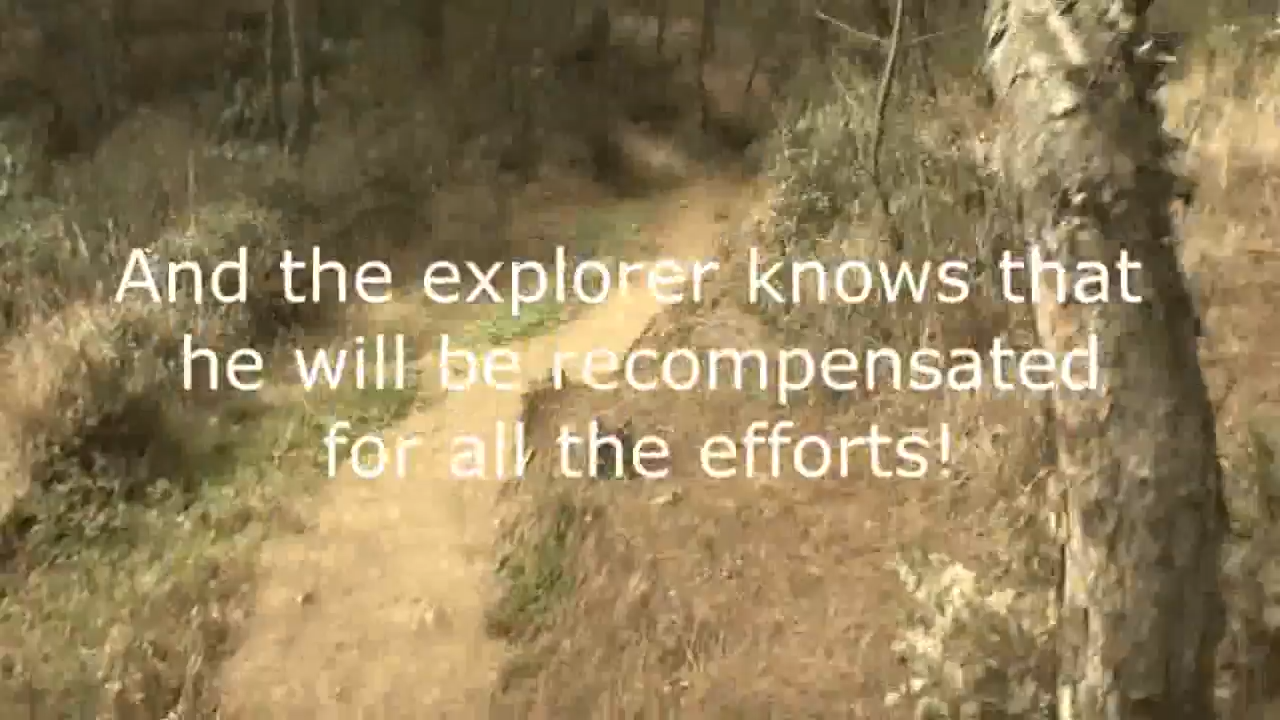 And the explorer knows that
he will be recompensated
for all the efforts!